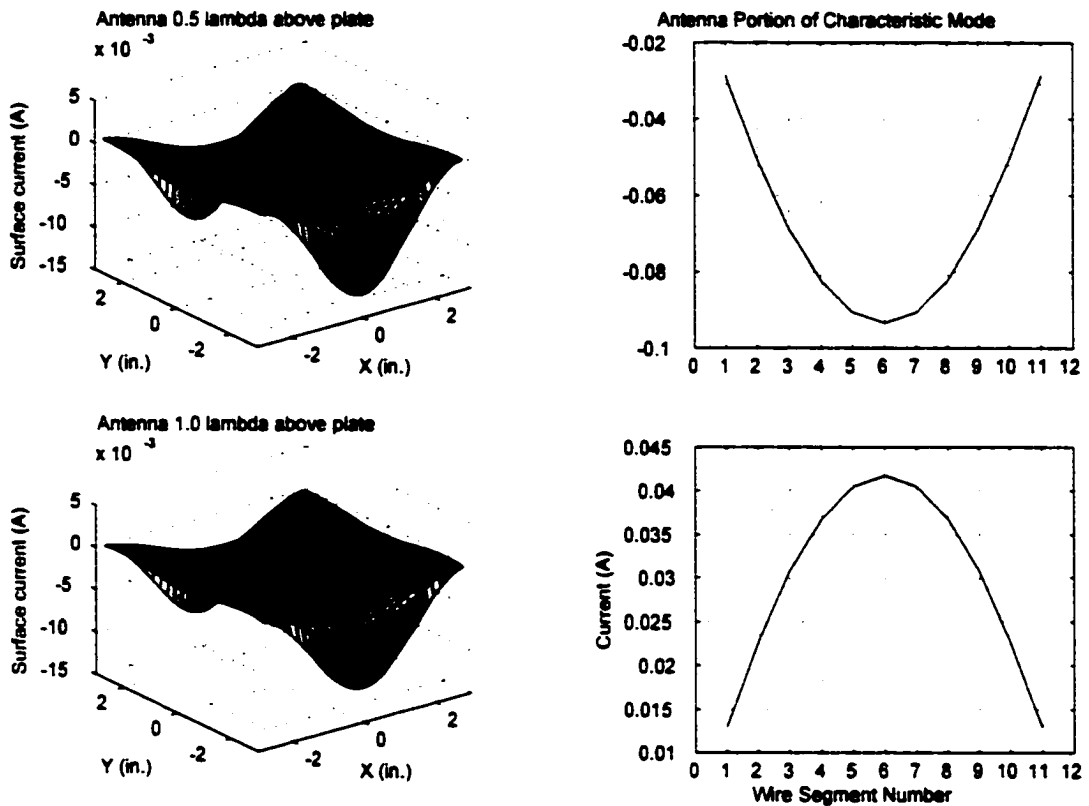 Antenna 0.5 lambda above plate
x 10 -3
5
0
-5
-10
-15
Surface current (A)
2
0
-2
Y (in.)
-2
0
2
X (in.)
Antenna Portion of Characteristic Mode
-0.02
-0.04
-0.06
-0.08
-0.1
0 1 2 3 4 5 6 7 8 9 10 11 12
Antenna 1.0 lambda above plate
x 10 -3
5
0
-5
-10
-15
Surface current (A)
2
0
-2
Y (in.)
-2
0
2
X (in.)
0.045
0.04
0.035
0.03
0.025
0.02
0.015
0.01
Current (A)
0 1 2 3 4 5 6 7 8 9 10 11 12
Wire Segment Number